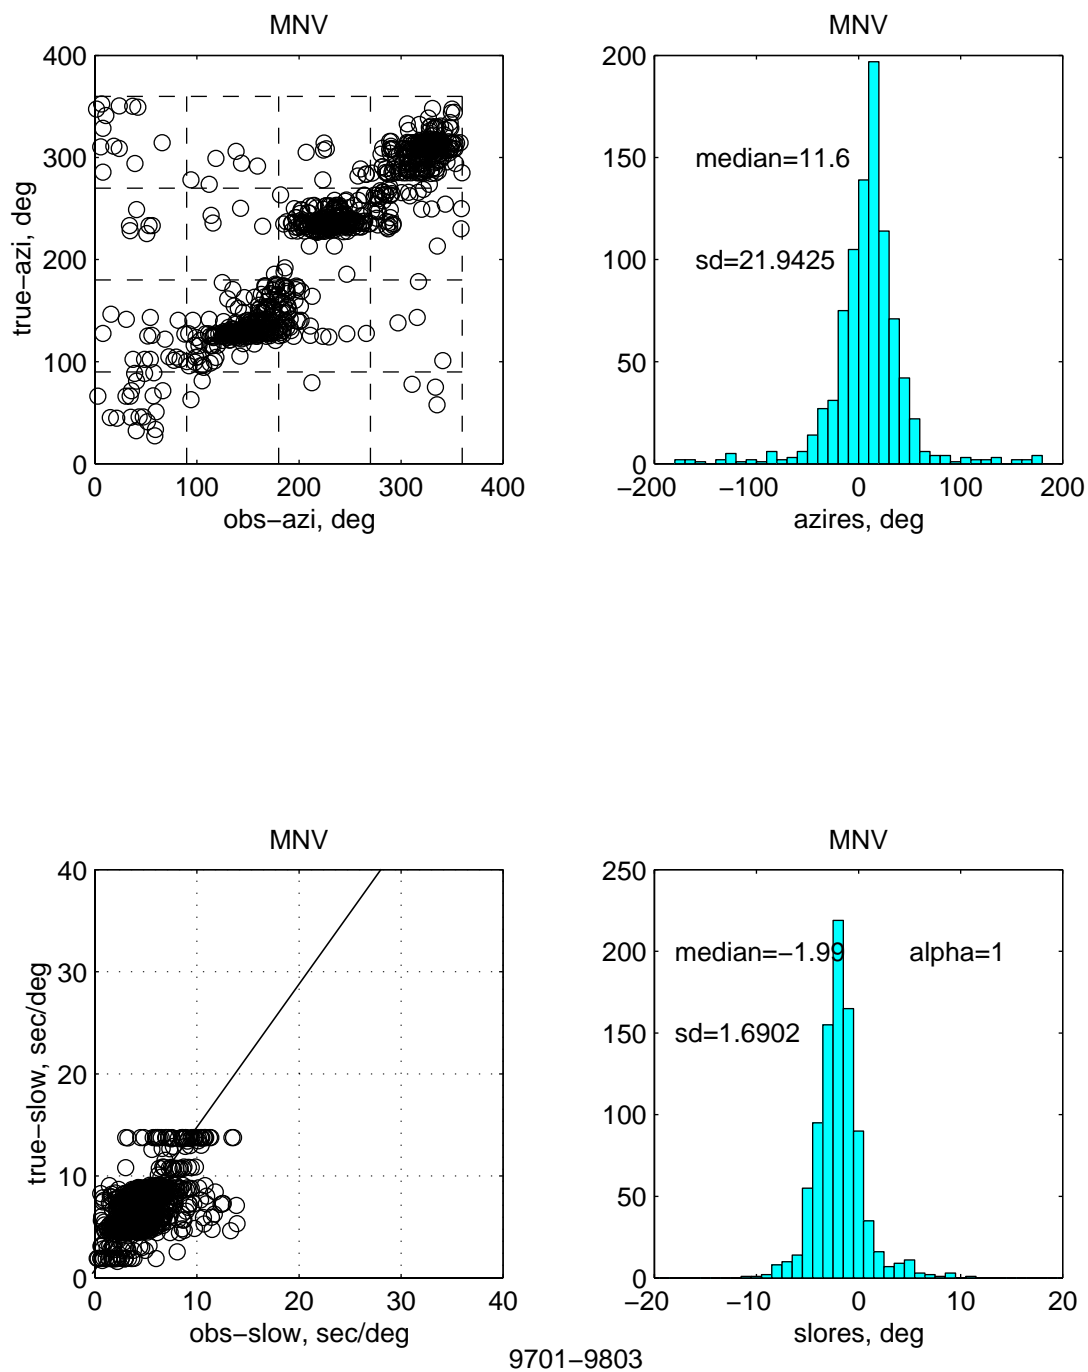 MNV
400
300
200
100
0
true−azi, deg
0 100 200 300 400
obs−azi, deg
MNV
200
150
100
50
0
median=11.6
sd=21.9425
−200 −100 0 100 200
azires, deg
MNV
40
30
20
10
0
true−slow, sec/deg
0 10 20 30 40
obs−slow, sec/deg
MNV
250
200
150
100
50
0
median=−1.99
alpha=1
sd=1.6902
−20 −10 0 10 20
slores, deg
9701−9803